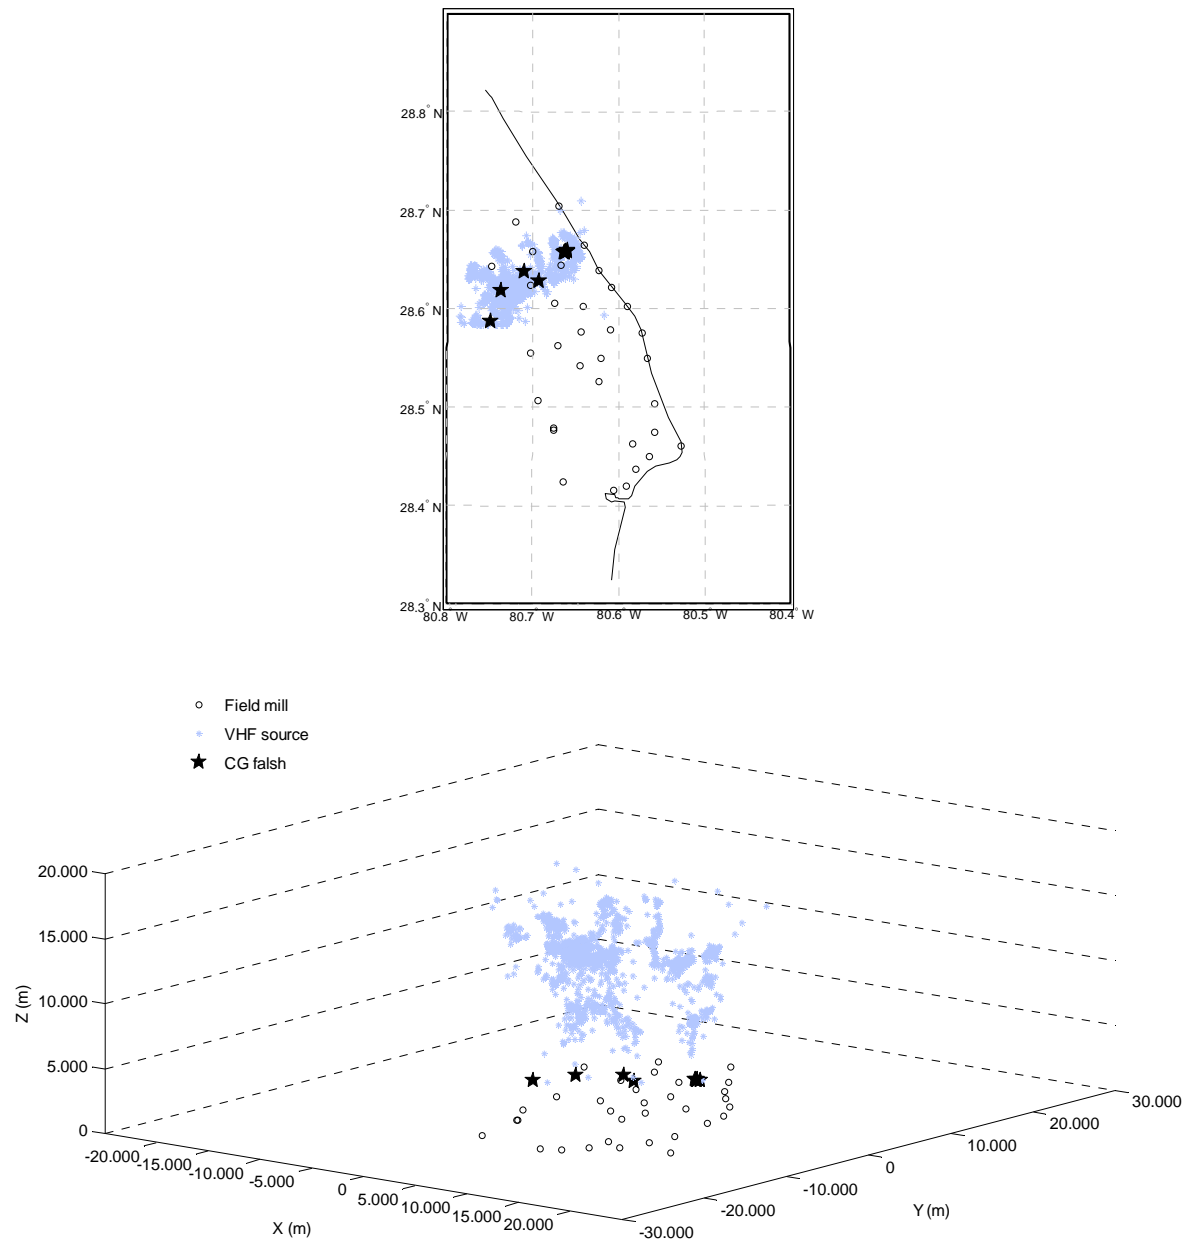 28.8° N
28.7° N
28.6° N
28.5° N
28.4° N
28.3° N
80.8° W
80.7° W
80.6° W
80.5° W
80.4° W
Field mill
VHF source
CG falsh
20.000
15.000
10.000
5.000
0
Z (m)
-20.000
-15.000
-10.000
-5.000
0
5.000
10.000
15.000
20.000
X (m)
30.000
20.000
10.000
0
-10.000
-20.000
-30.000
Y (m)